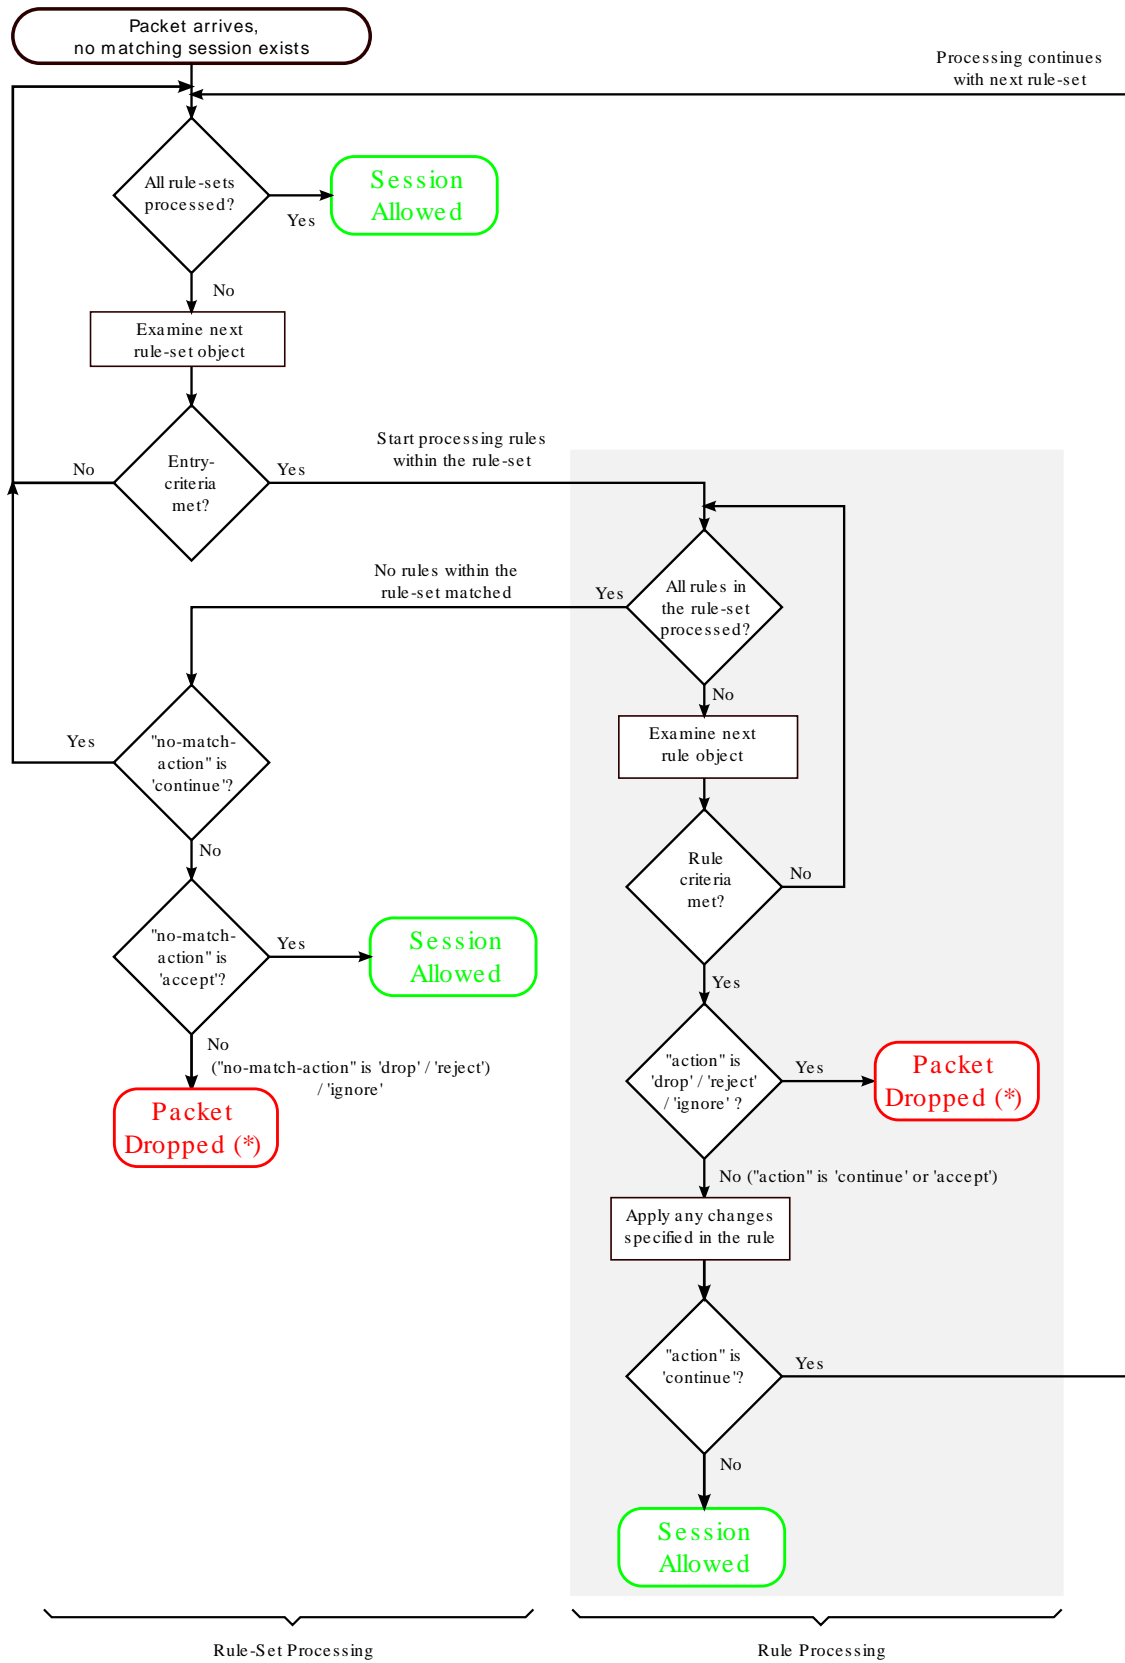 Packet arrives,
no matching session exists
Processing continues
with next rule-set
All rule-sets
processed?
Yes
Session
Allowed
No
Examine next
rule-set object
Start processing rules
within the rule-set
No
Entry-
criteria
met?
Yes
No rules within the
rule-set matched
Yes
All rules in
the rule-set
processed?
No
Examine next
rule object
Yes
"no-match-
action" is
'continue'?
No
Rule
criteria
met?
No
"no-match-
action" is
'accept'?
Yes
Session
Allowed
Yes
No
("no-match-action" is 'drop' / 'reject')
/ 'ignore'
Packet
Dropped (*)
"action" is
'drop' / 'reject'
/ 'ignore' ?
Yes
Packet
Dropped (*)
No ("action" is 'continue' or 'accept')
Apply any changes
specified in the rule
"action" is
'continue'?
Yes
No
Session
Allowed
Rule-Set Processing
Rule Processing